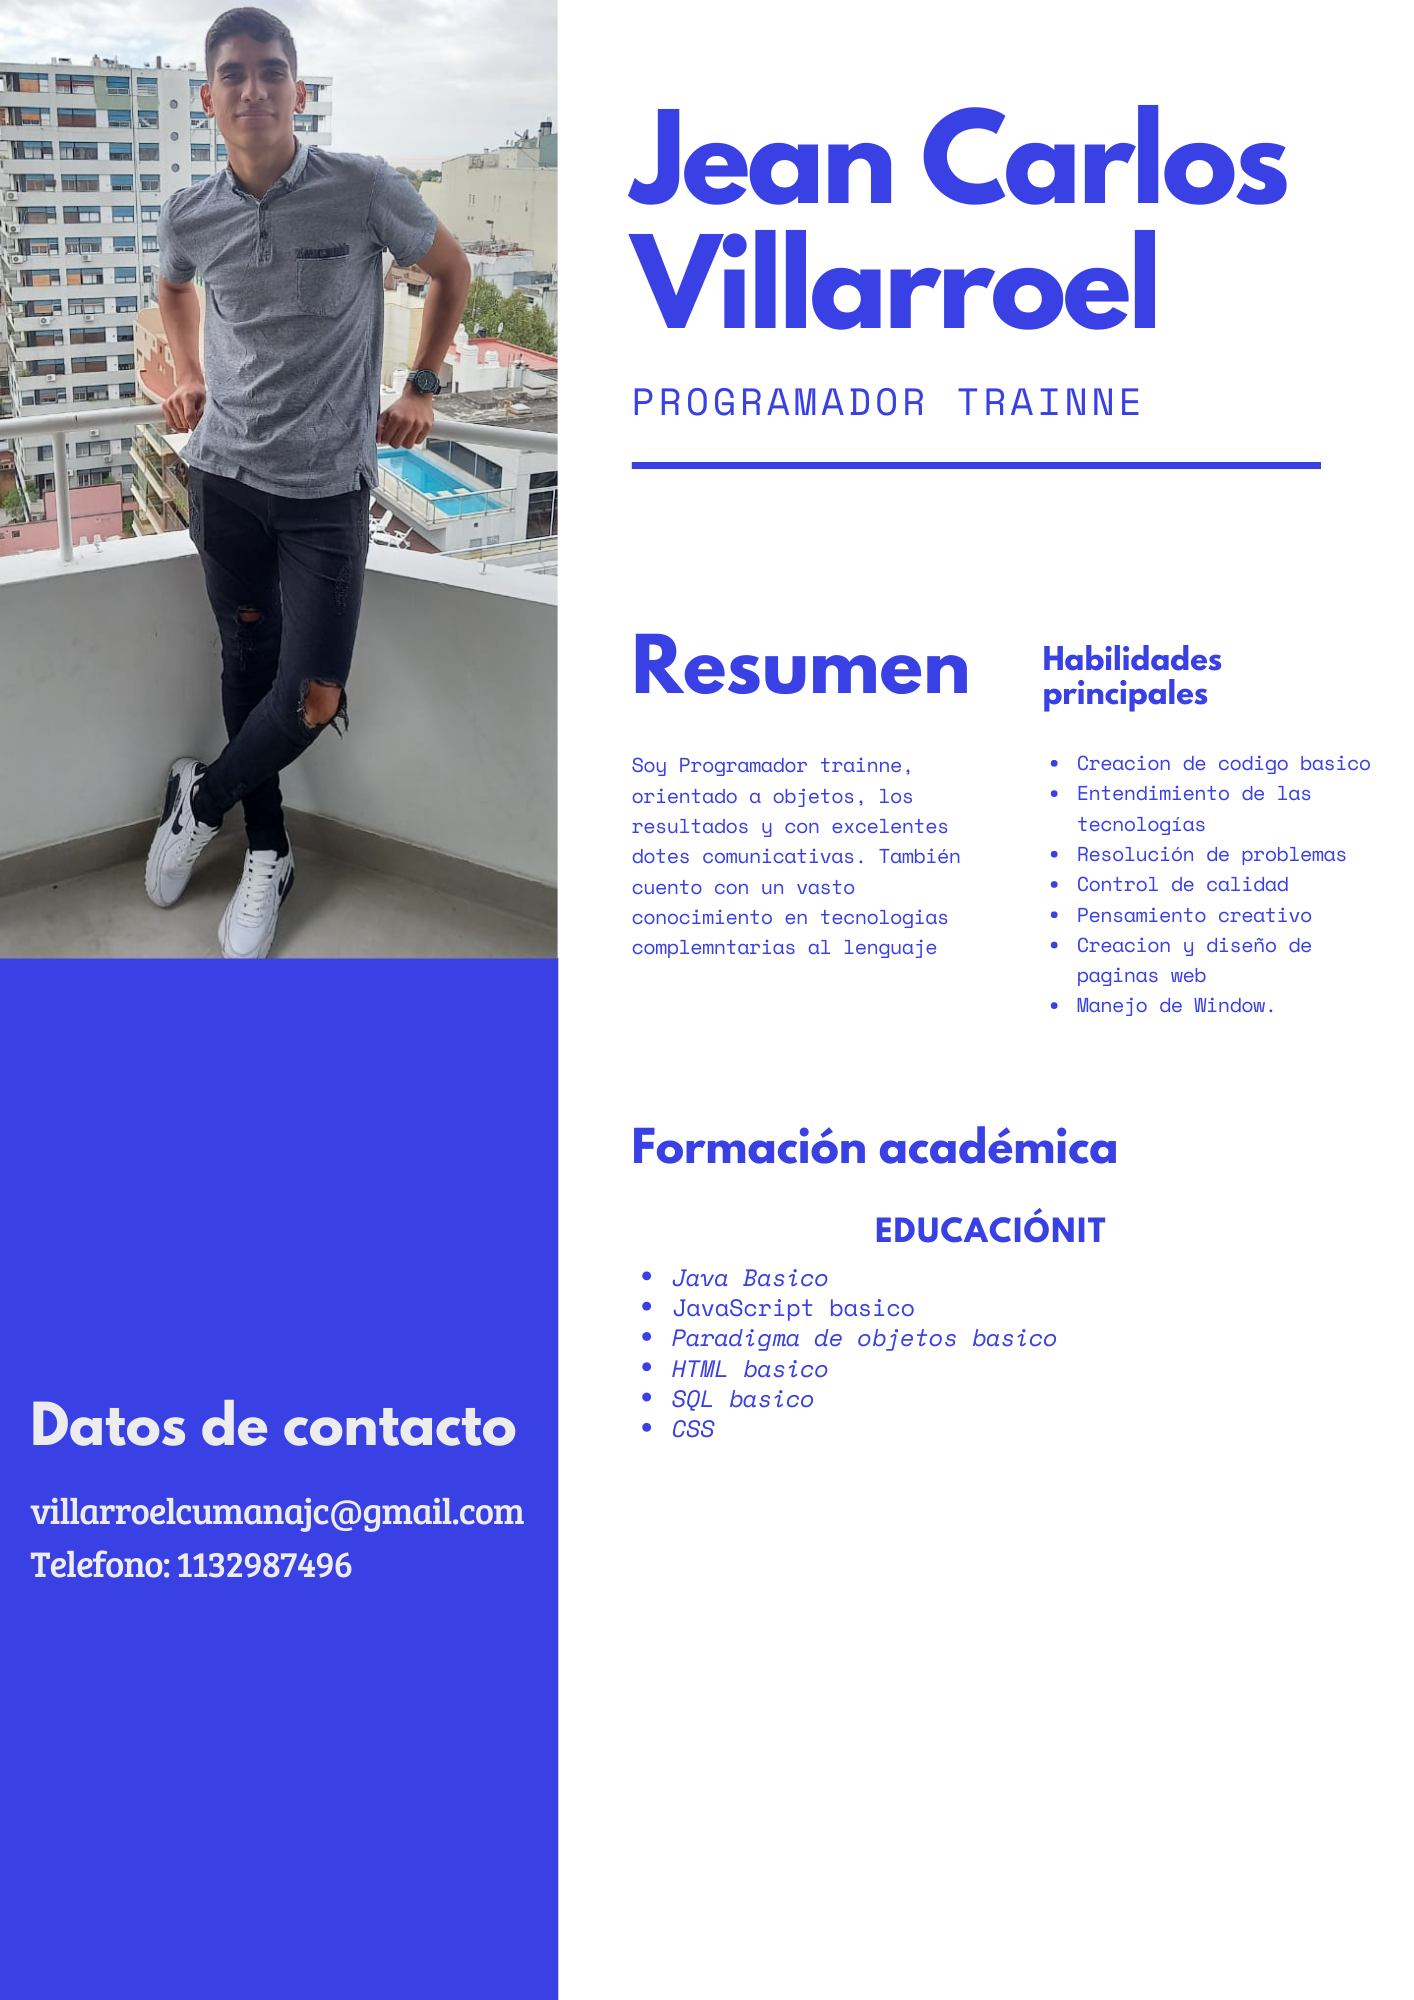 Jean Carlos
Villarroel
PROGRAMADOR TRAINNE
Resumen
Soy Programador trainne,
orientado a objetos, los
resultados y con excelentes
dotes comunicativas. También
cuento con un vasto
conocimiento en tecnologias
complemntarias al lenguaje
Habilidades
principales
• Creacion de codigo basico
• Entendimiento de las
tecnologías
• Resolución de problemas
• Control de calidad
• Pensamiento creativo
• Creacion y diseño de
paginas web
• Manejo de Window.
Formación académica
EDUCACIÓNIT
• Java Basico
• JavaScript basico
• Paradigma de objetos basico
• HTML basico
• SQL basico
• CSS
Datos de contacto
villarroelcumanajc@gmail.com
Telefono: 1132987496